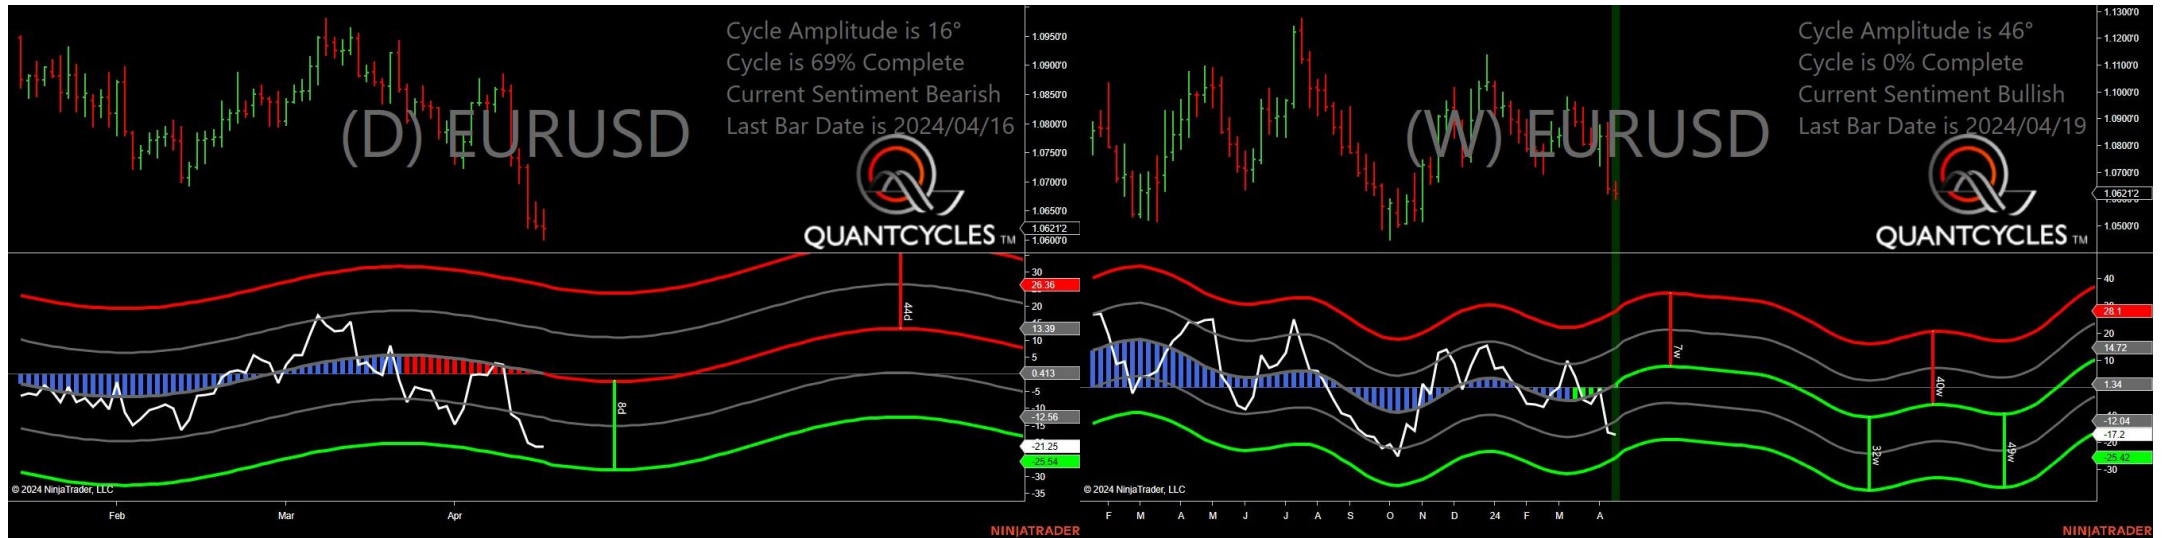 Cycle Amplitude is 16°
Cycle is 69% Complete
Current Sentiment Bearish
Last Bar Date is 2024/04/16
(D) EURUSD
QUANTCYCLES TM
1.0950'0
1.0900'0
1.0850'0
1.0800'0
1.0750'0
1.0700'0
1.0650'0
1.0621'2
1.0600'0
30
26.36
20
13.39
10
5
0.413
-5
-10
-12.56
-15
-21.25
-25.54
-30
-35
44d
8d
© 2024 NinjaTrader, LLC
Feb Mar Apr
NINJATRADER
Cycle Amplitude is 46°
Cycle is 0% Complete
Current Sentiment Bullish
Last Bar Date is 2024/04/19
(W) EURUSD
QUANTCYCLES TM
1.1300'0
1.1200'0
1.1100'0
1.1000'0
1.0900'0
1.0800'0
1.0700'0
1.0621'2
1.0500'0
40
28.1
20
14.72
10
1.34
-12.04
-17.2
-20
-25.42
-30
7w
40w
32w
49w
© 2024 NinjaTrader, LLC
F M A M J J A S O N D 24 F M A
NINJATRADER